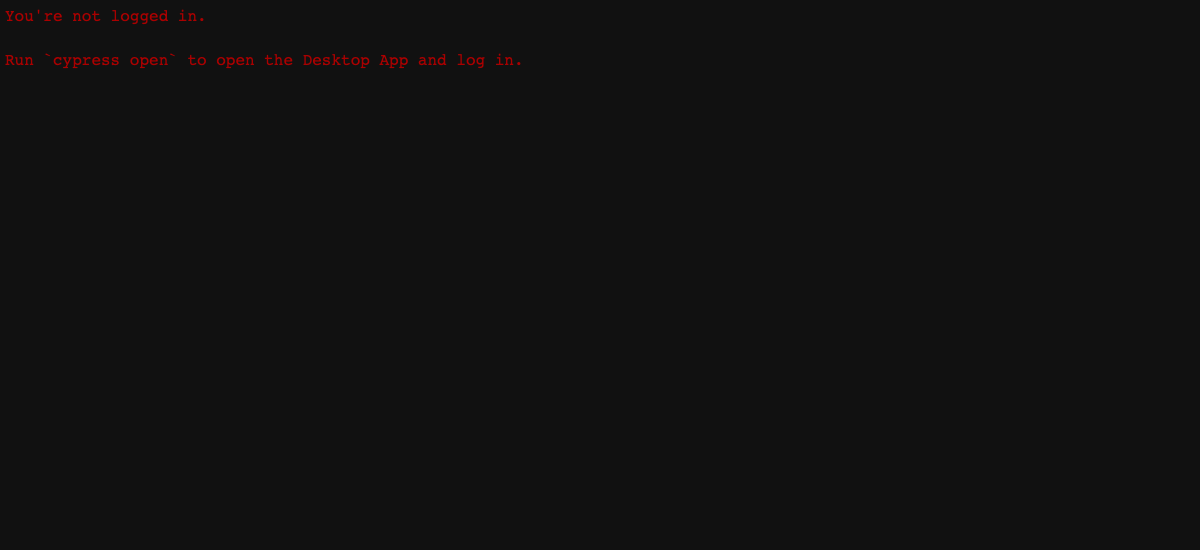 You're not logged in.
Run `cypress open` to open the Desktop App and log in.